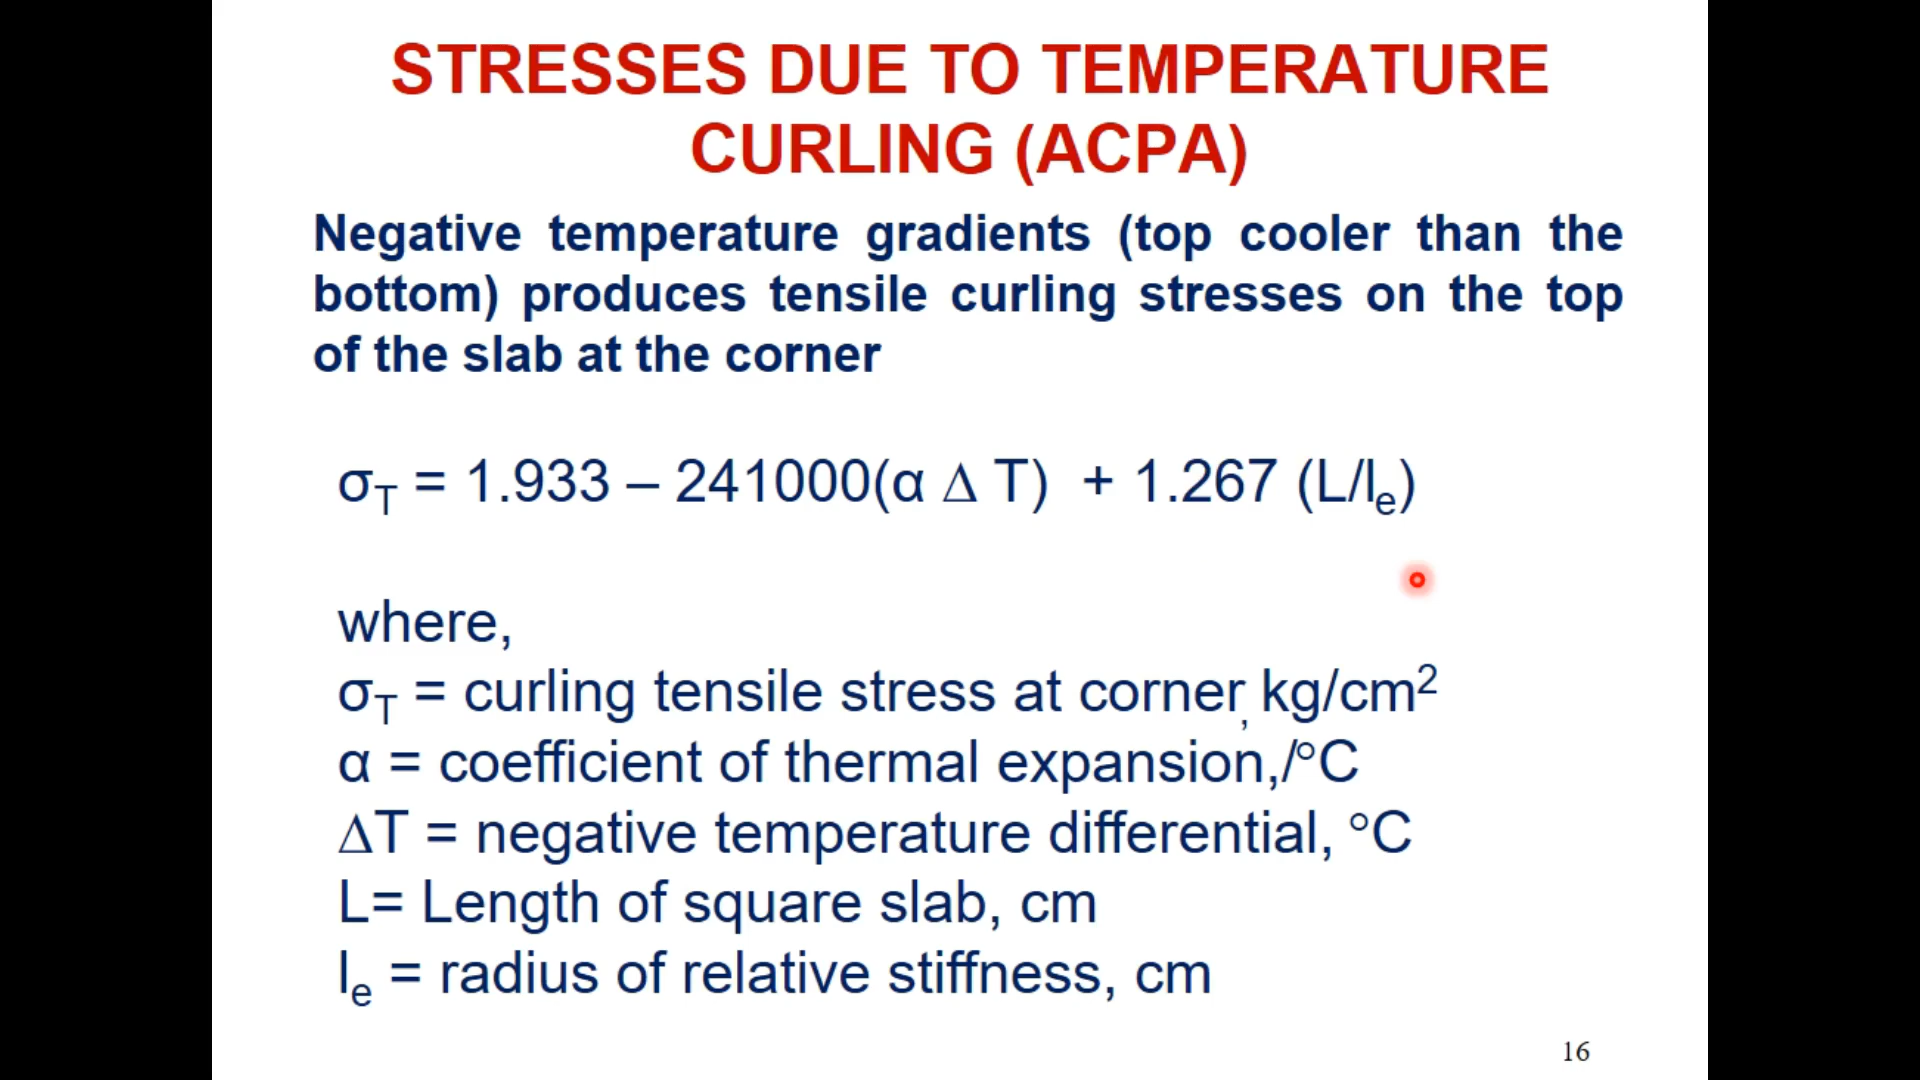 STRESSES DUE TO TEMPERATURE
CURLING (ACPA)
Negative temperature gradients (top cooler than the
bottom) produces tensile curling stresses on the top
of the slab at the corner
σT = 1.933 – 241000(α Δ T) + 1.267 (L/le)
where,
σT = curling tensile stress at corner, kg/cm²
α = coefficient of thermal expansion,/°C
ΔT = negative temperature differential, °C
L= Length of square slab, cm
le = radius of relative stiffness, cm
16